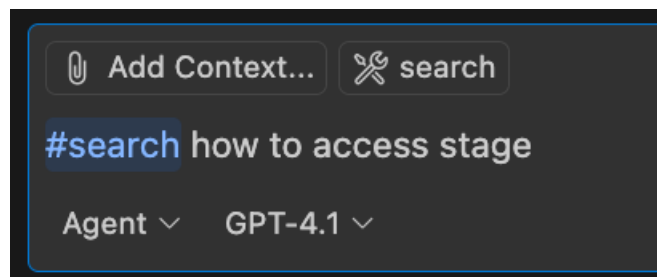 Add Context... search
#search how to access stage
Agent GPT-4.1